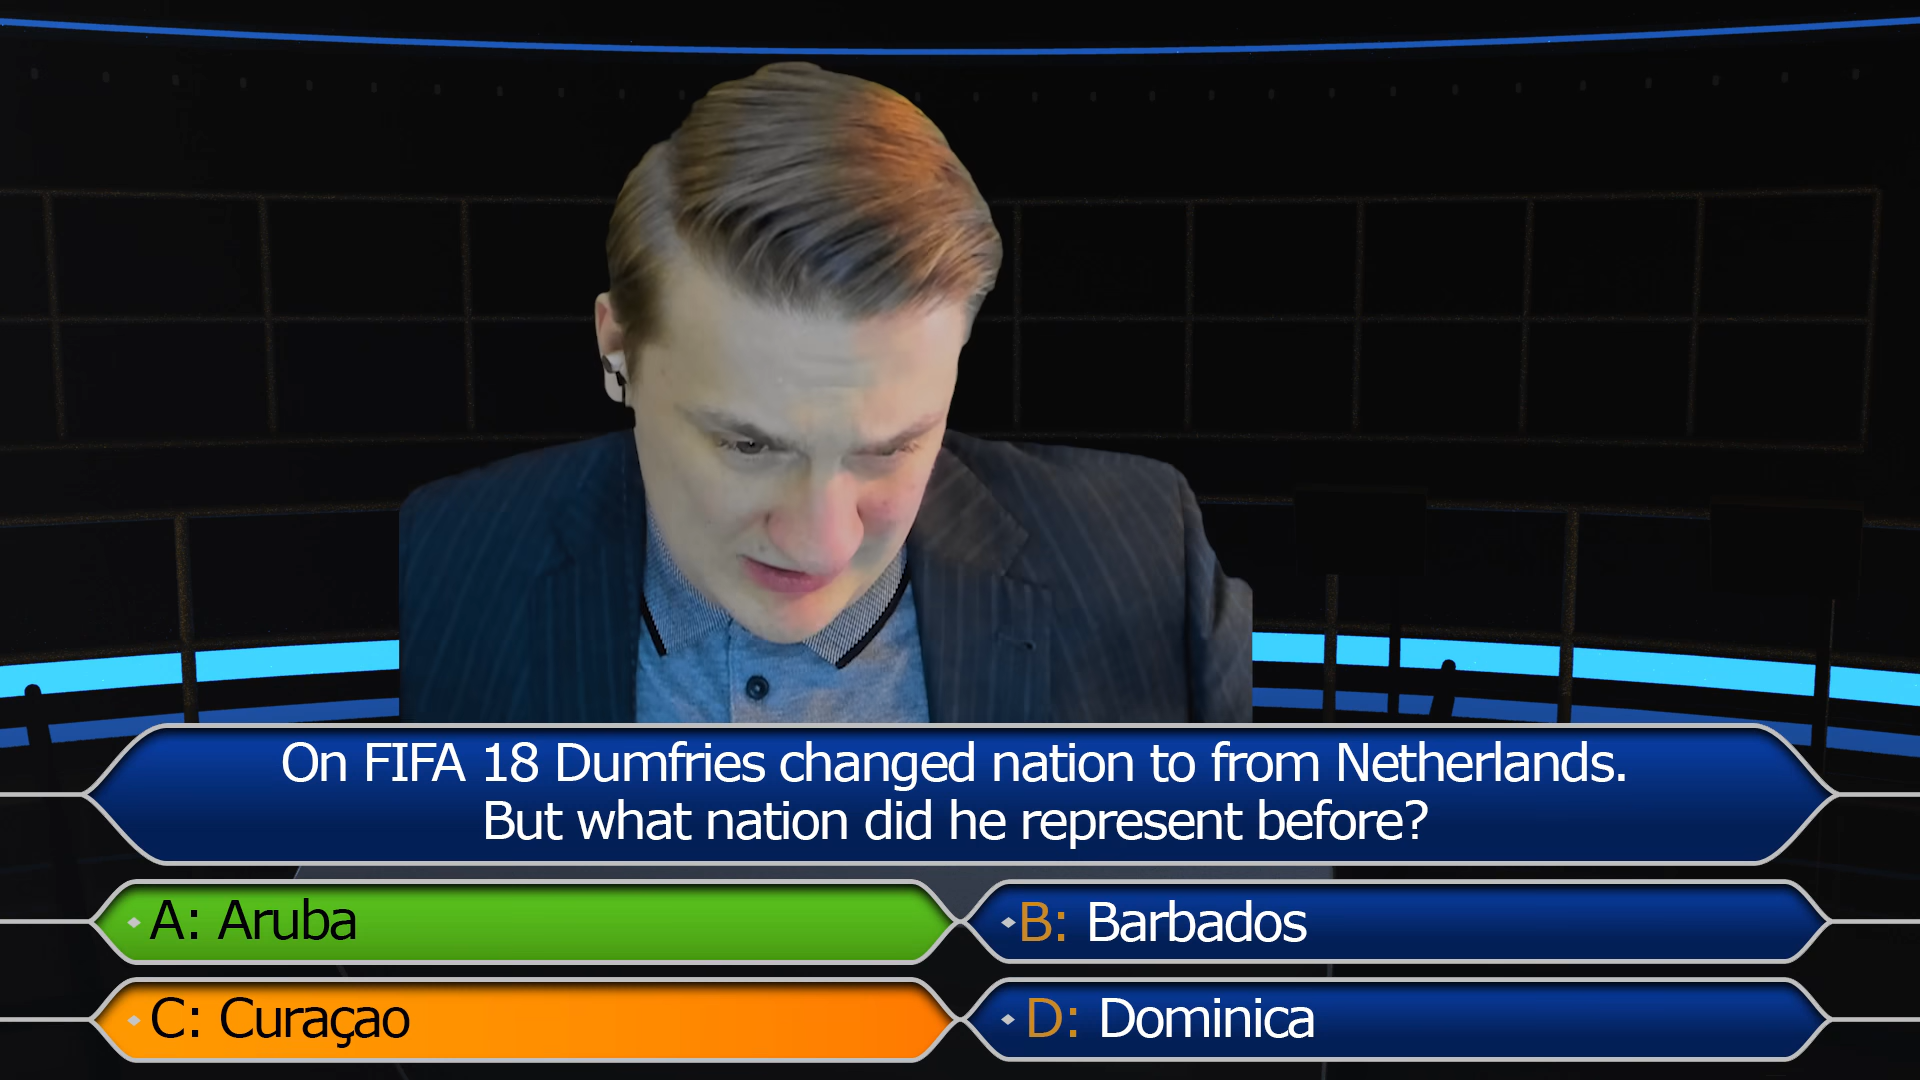 On FIFA 18 Dumfries changed nation to from Netherlands.
But what nation did he represent before?
A: Aruba
B: Barbados
C: Curaçao
D: Dominica